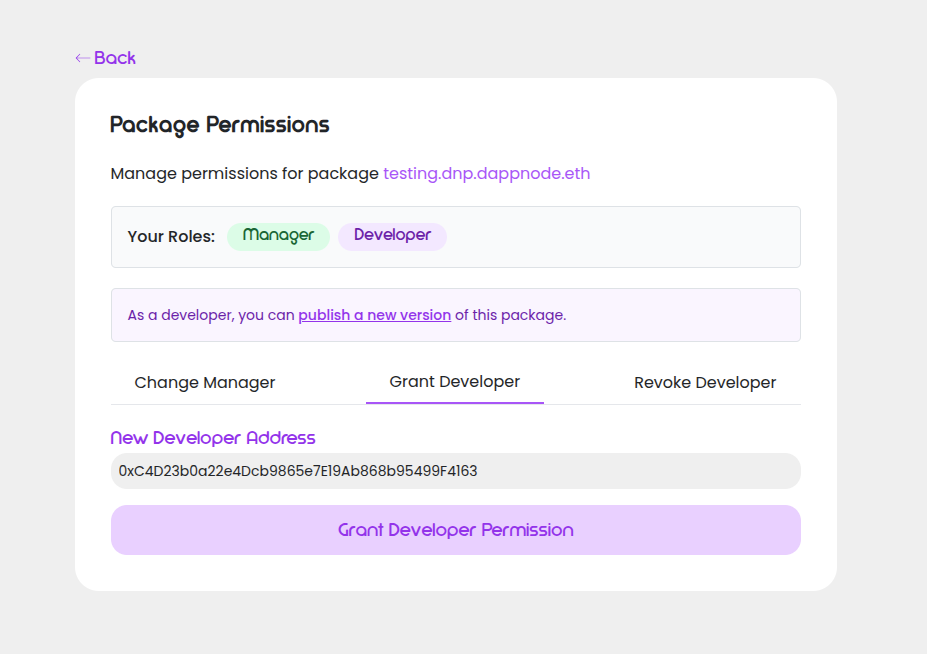 ← Back
Package Permissions
Manage permissions for package testing.dnp.dappnode.eth
Your Roles: Manager Developer
As a developer, you can publish a new version of this package.
Change Manager Grant Developer Revoke Developer
New Developer Address
0xC4D23b0a22e4Dcb9865e7E19Ab868b95499F4163
Grant Developer Permission